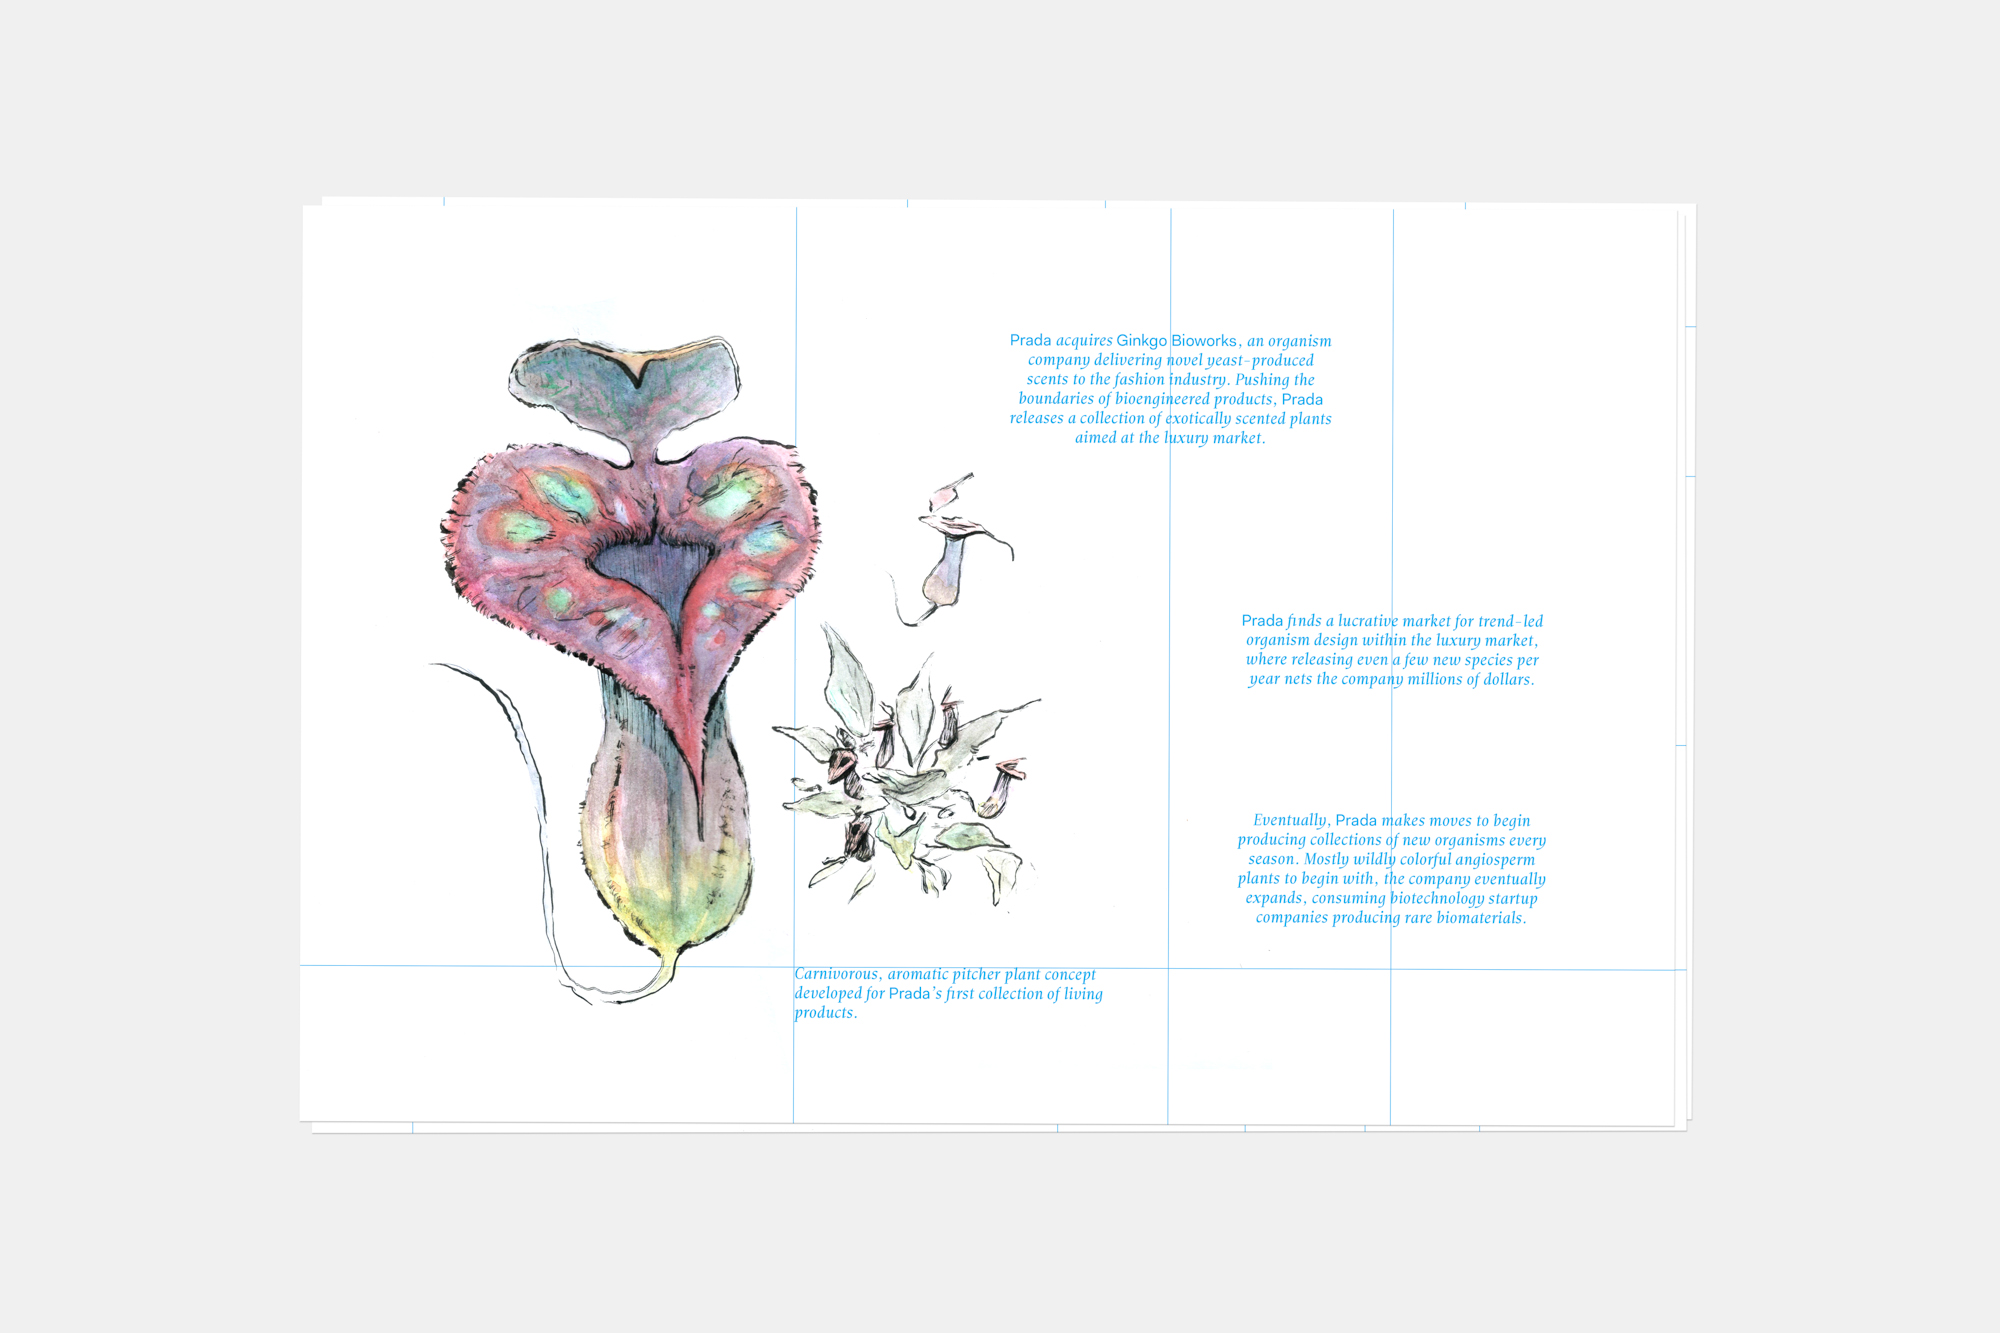 Prada acquires Ginkgo Bioworks, an organism
company delivering novel yeast-produced
scents to the fashion industry. Pushing the
boundaries of bioengineered products, Prada
releases a collection of exotically scented plants
aimed at the luxury market.
Prada finds a lucrative market for trend-led
organism design within the luxury market,
where releasing even a few new species per
year nets the company millions of dollars.
Eventually, Prada makes moves to begin
producing collections of new organisms every
season. Mostly wildly colorful angiosperm
plants to begin with, the company eventually
expands, consuming biotechnology startup
companies producing rare biomaterials.
Carnivorous, aromatic pitcher plant concept
developed for Prada's first collection of living
products.